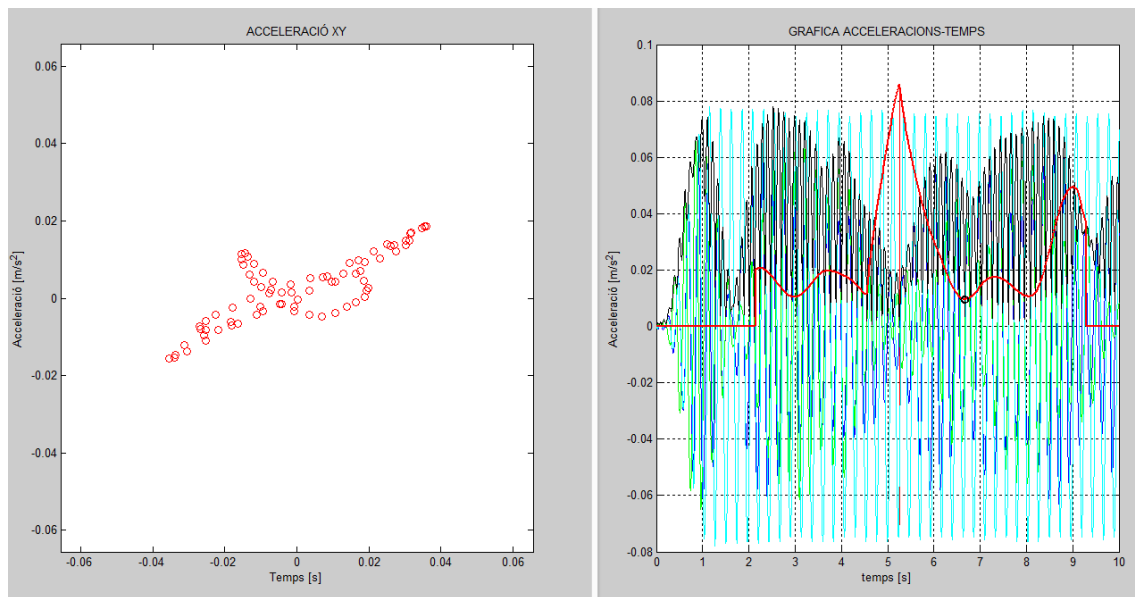 ACCELERACIÓ XY
0.06
0.04
0.02
0
-0.02
-0.04
-0.06
-0.06 -0.04 -0.02 0 0.02 0.04 0.06
Acceleració [m/s²]
Temps [s]
GRAFICA ACCELERACIONS-TEMPS
0.1
0.08
0.06
0.04
0.02
0
-0.02
-0.04
-0.06
-0.08
0 1 2 3 4 5 6 7 8 9 10
Acceleració [m/s²]
temps [s]